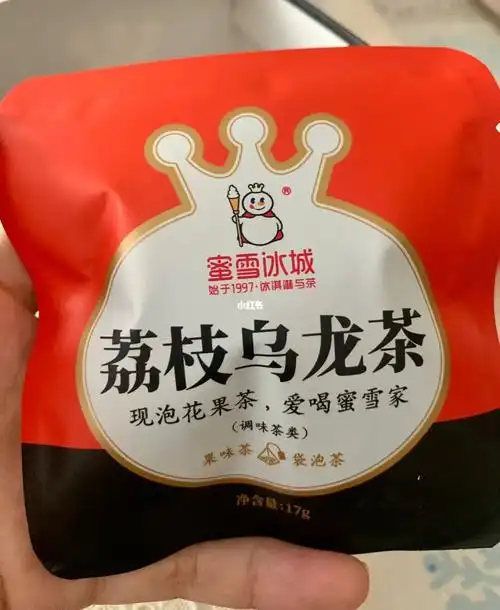 ®
蜜雪冰城
始于1997·冰淇淋与茶
小红书
荔枝乌龙茶
现泡花果茶，爱喝蜜雪家
(调味茶类)
果味茶 袋泡茶
净含量:17g